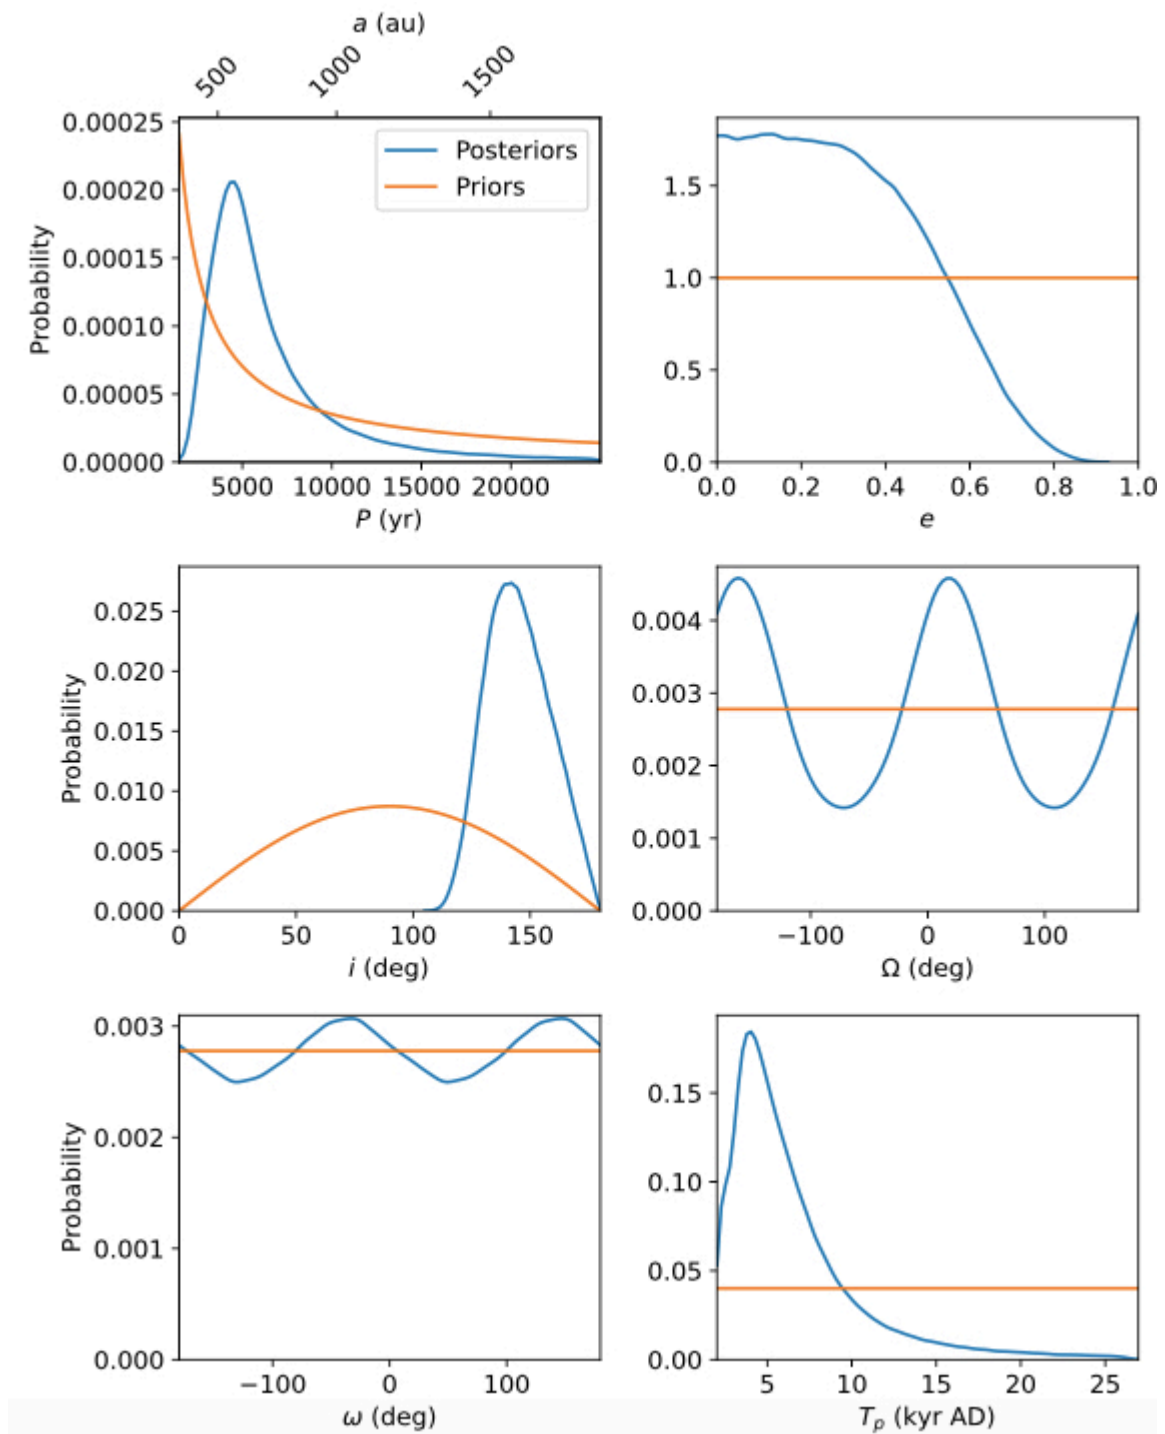 a (au)
500 1000 1500
0.00025
0.00020
0.00015
0.00010
0.00005
0.00000
Probability
Posteriors
Priors
5000 10000 15000 20000
P (yr)
1.5
1.0
0.5
0.0
0.0 0.2 0.4 0.6 0.8 1.0
e
0.025
0.020
0.015
0.010
0.005
0.000
Probability
0 50 100 150
i (deg)
0.004
0.003
0.002
0.001
0.000
−100 0 100
Ω (deg)
0.003
0.002
0.001
0.000
Probability
−100 0 100
ω (deg)
0.15
0.10
0.05
0.00
5 10 15 20 25
Tp (kyr AD)